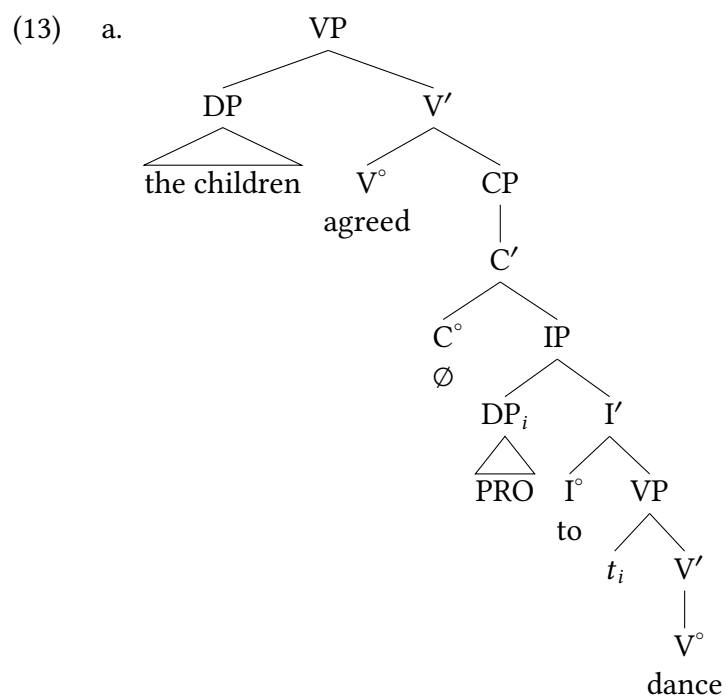 (13) a. VP
DP V′
the children V° CP
agreed
C′
C° IP
∅
DPᵢ I′
PRO I° VP
to
tᵢ V′
V°
dance